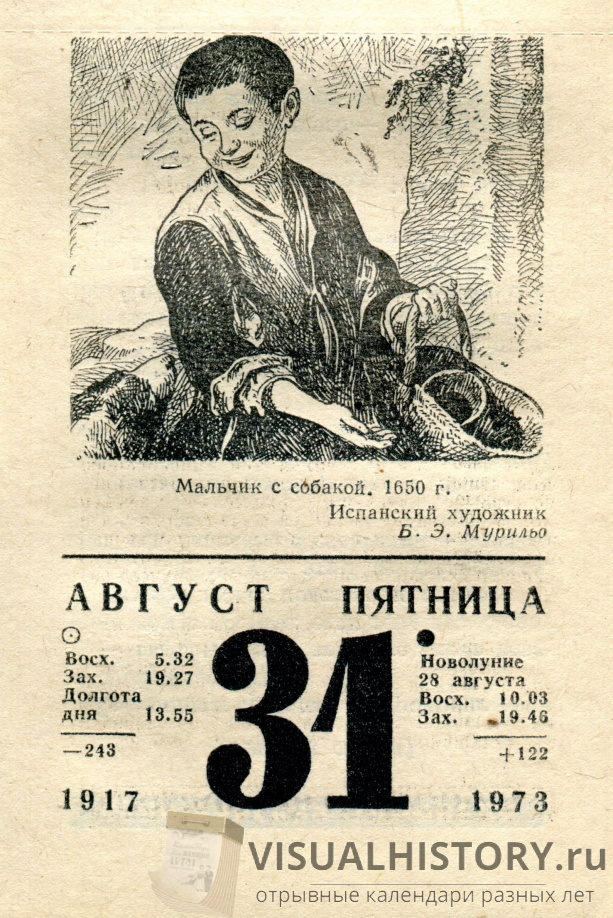 Мальчик с собакой. 1650 г.
Испанский художник
Б. Э. Мурильо
АВГУСТ ПЯТНИЦА
Восх. 5.32
Зах. 19.27
Долгота
дня 13.55
—243
1917
31
Новолуние
28 августа
Восх. 10.03
Зах. 19.46
+122
1973
VISUALHISTORY.ru
отрывные календари разных лет